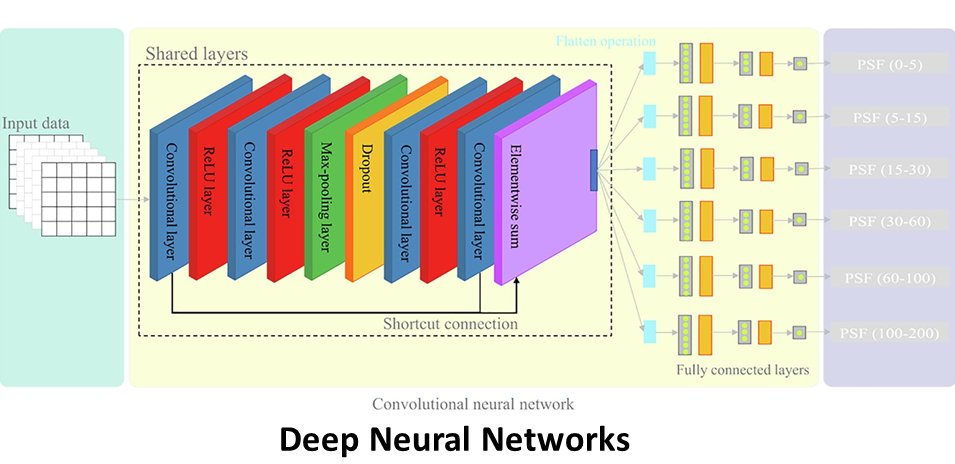 Flatten operation
Shared layers
Input data
Convolutional layer
ReLU layer
Convolutional layer
ReLU layer
Max-pooling layer
Dropout
Convolutional layer
ReLU layer
Convolutional layer
Elementwise sum
Shortcut connection
PSF (0-5)
PSF (5-15)
PSF (15-30)
PSF (30-60)
PSF (60-100)
PSF (100-200)
Fully connected layers
Convolutional neural network
Deep Neural Networks